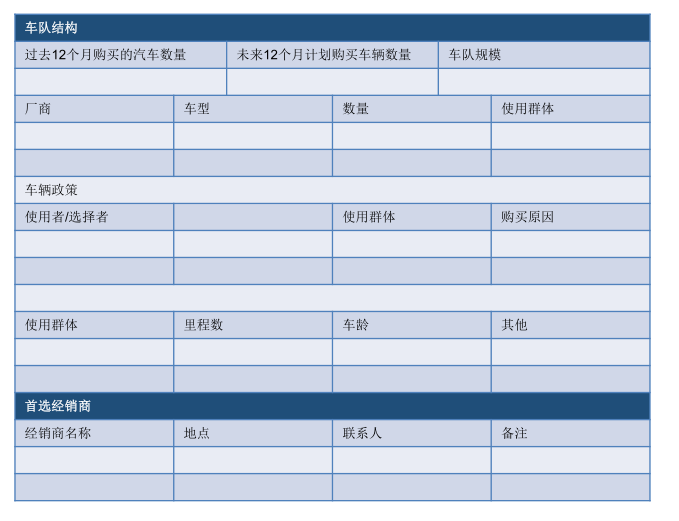 车队结构
过去12个月购买的汽车数量 未来12个月计划购买车辆数量 车队规模
厂商 车型 数量 使用群体
车辆政策
使用者/选择者 使用群体 购买原因
使用群体 里程数 车龄 其他
首选经销商
经销商名称 地点 联系人 备注